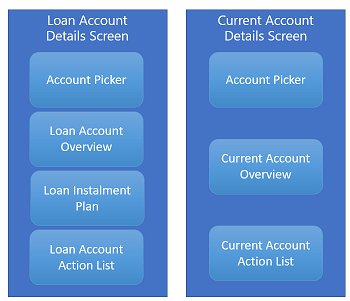 Loan Account
Details Screen
Account Picker
Loan Account
Overview
Loan Instalment
Plan
Loan Account
Action List
Current Account
Details Screen
Account Picker
Current Account
Overview
Current Account
Action List